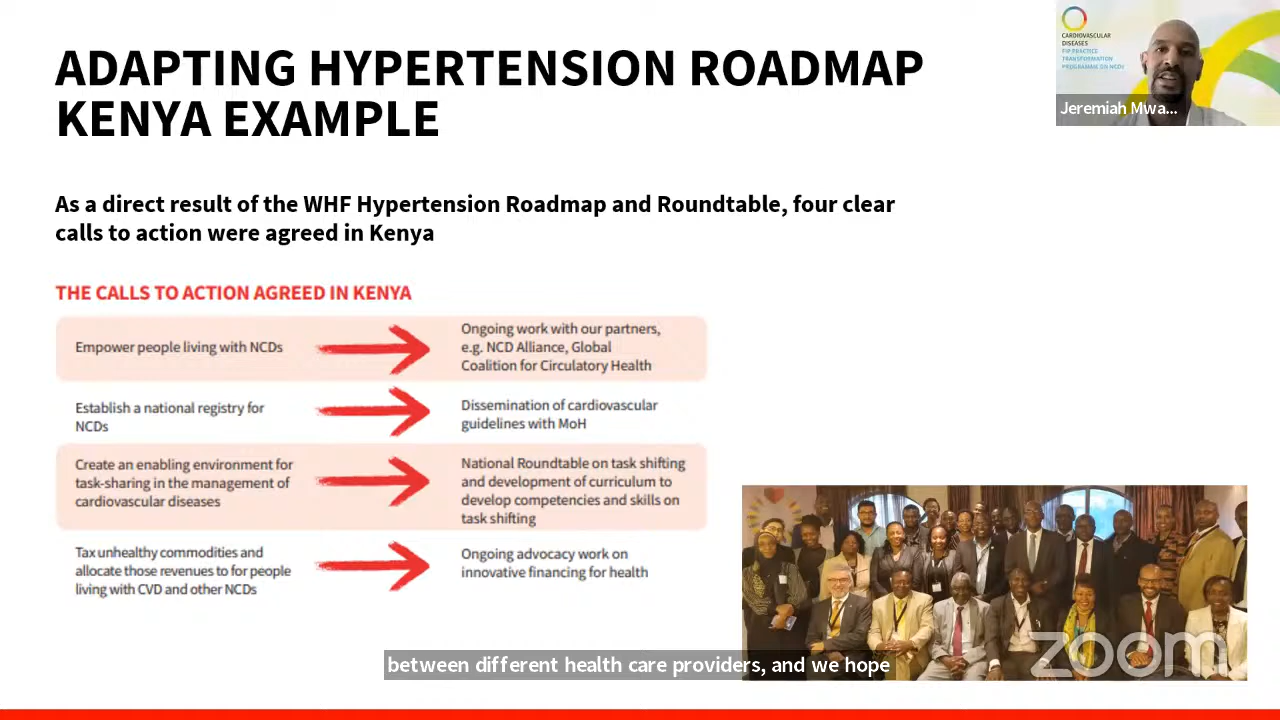 ADAPTING HYPERTENSION ROADMAP
KENYA EXAMPLE
CARDIOVASCULAR
DISEASES
FIP PRACTICE
TRANSFORMATION
PROGRAMME ON NCDs
Jeremiah Mwa...
As a direct result of the WHF Hypertension Roadmap and Roundtable, four clear
calls to action were agreed in Kenya
THE CALLS TO ACTION AGREED IN KENYA
Empower people living with NCDs
Ongoing work with our partners,
e.g. NCD Alliance, Global
Coalition for Circulatory Health
Establish a national registry for
NCDs
Dissemination of cardiovascular
guidelines with MoH
Create an enabling environment for
task-sharing in the management of
cardiovascular diseases
National Roundtable on task shifting
and development of curriculum to
develop competencies and skills on
task shifting
Tax unhealthy commodities and
allocate those revenues to for people
living with CVD and other NCDs
Ongoing advocacy work on
innovative financing for health
zoom
between different health care providers, and we hope